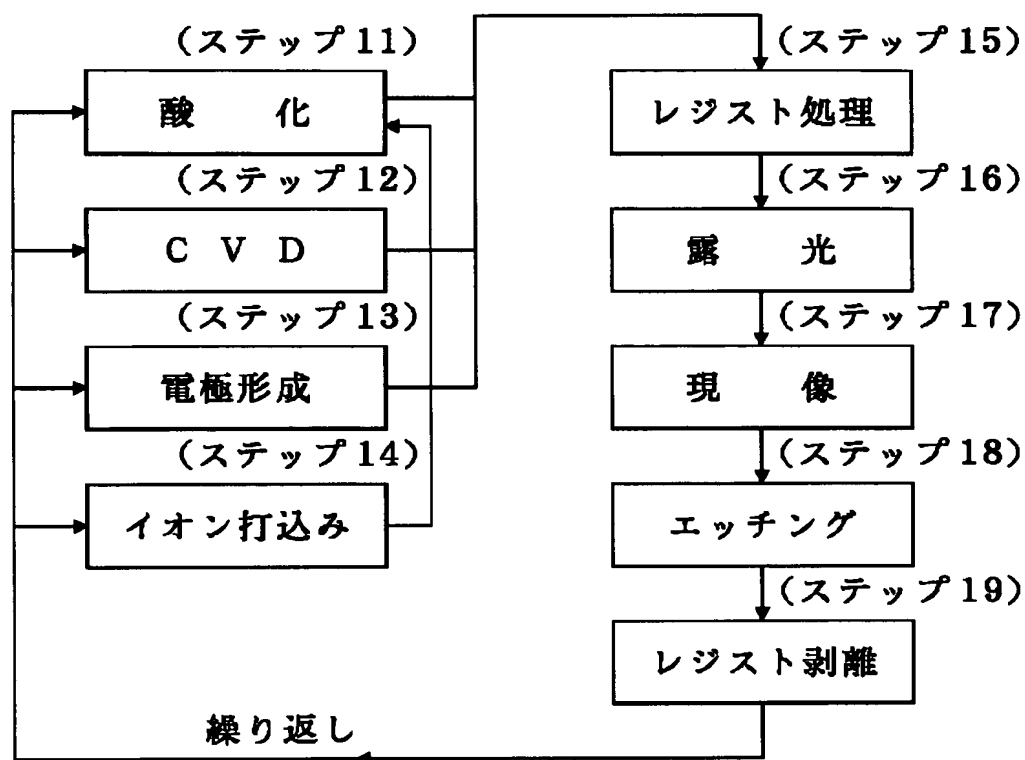 (ステップ11)
酸化
(ステップ12)
CVD
(ステップ13)
電極形成
(ステップ14)
イオン打込み
(ステップ15)
レジスト処理
(ステップ16)
露光
(ステップ17)
現像
(ステップ18)
エッチング
(ステップ19)
レジスト剥離
繰り返し